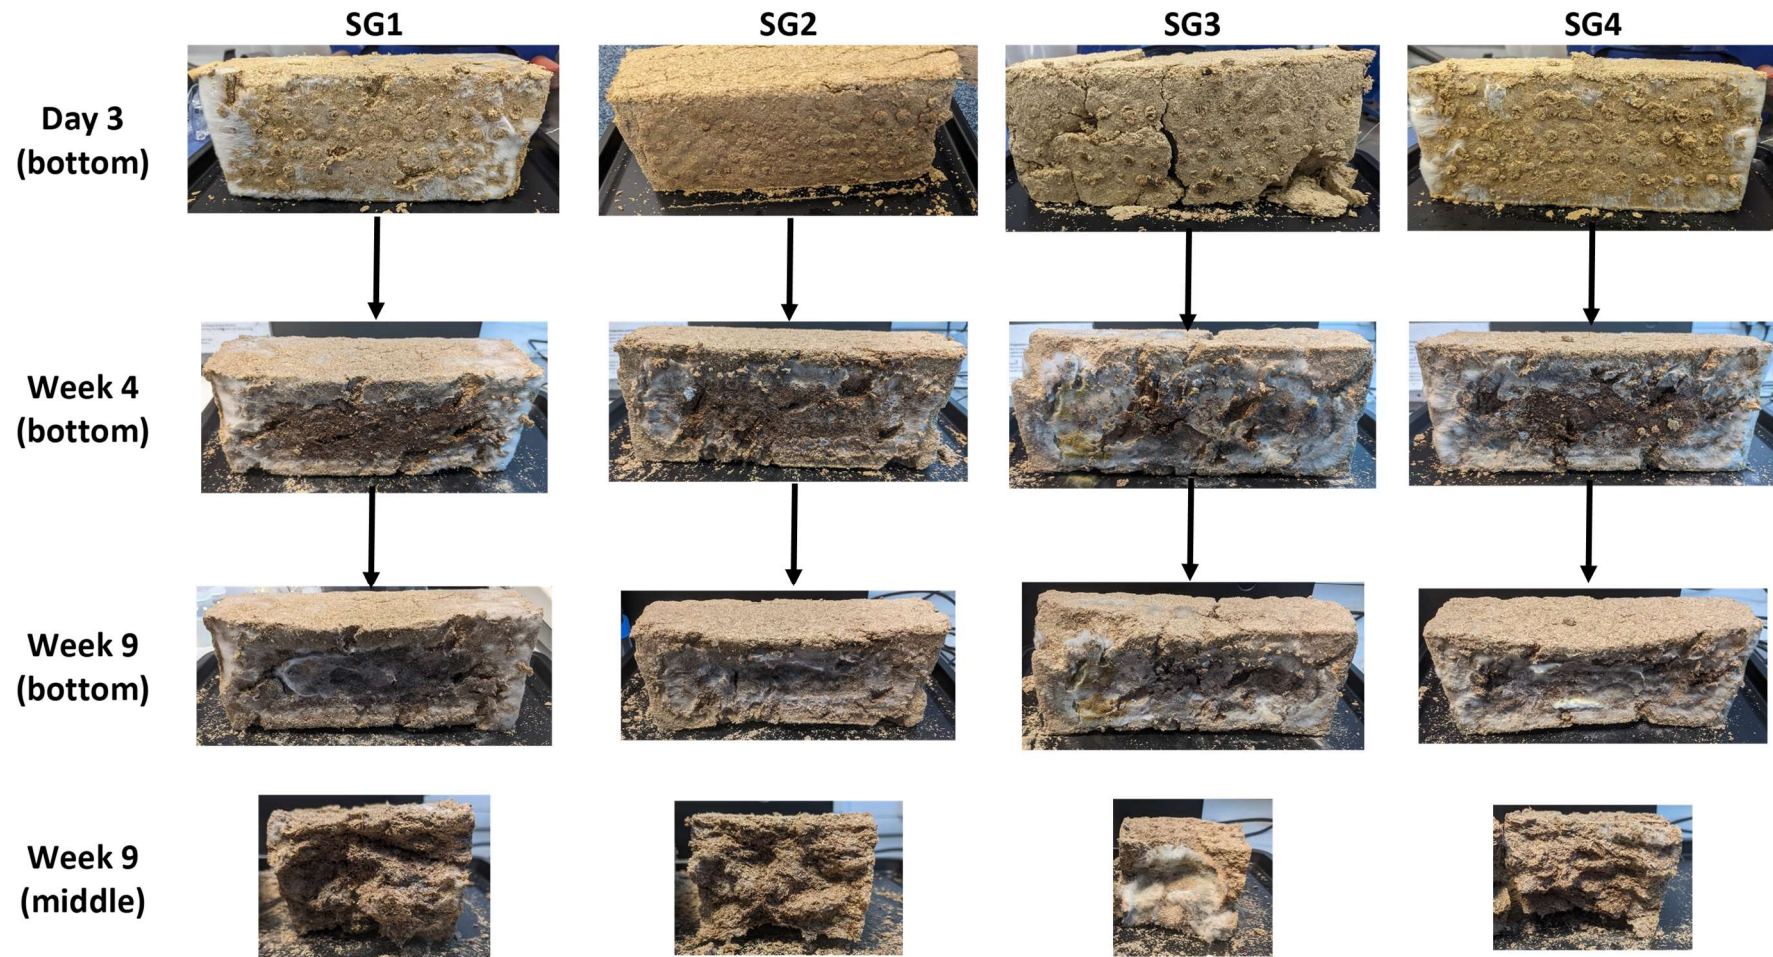 SG1 SG2 SG3 SG4
Day 3
(bottom)
Week 4
(bottom)
Week 9
(bottom)
Week 9
(middle)